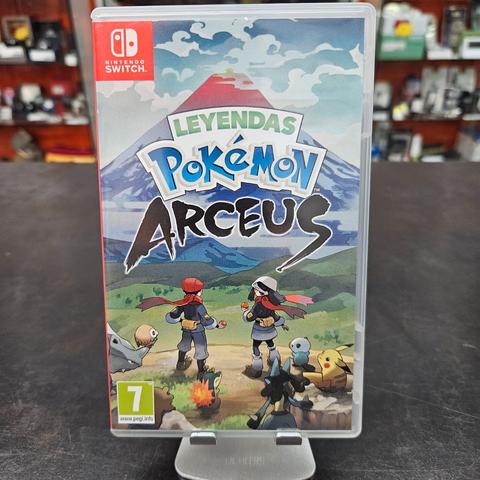 NINTENDO
SWITCH
LEYENDAS
POKéMON
ARCEUS
7
www.pegi.info